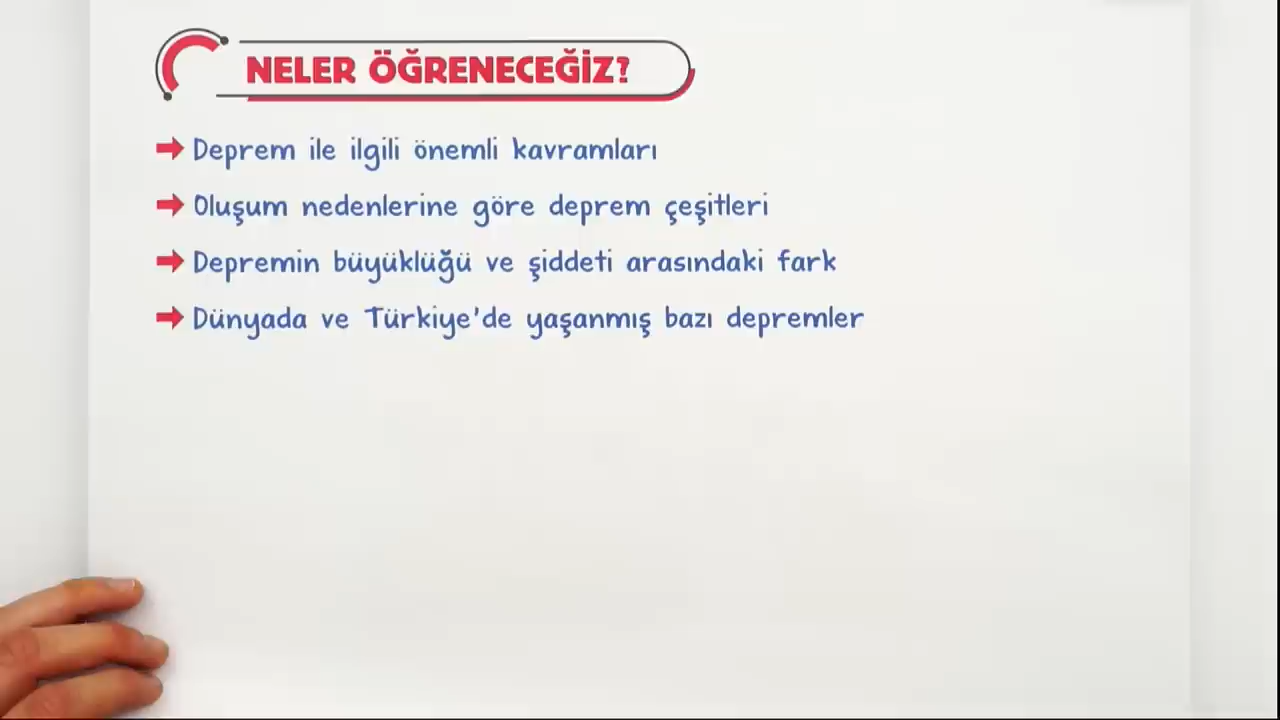 NELER ÖĞRENECEĞİZ?
Deprem ile ilgili önemli kavramları
Oluşum nedenlerine göre deprem çeşitleri
Depremin büyüklüğü ve şiddeti arasındaki fark
Dünyada ve Türkiye'de yaşanmış bazı depremler